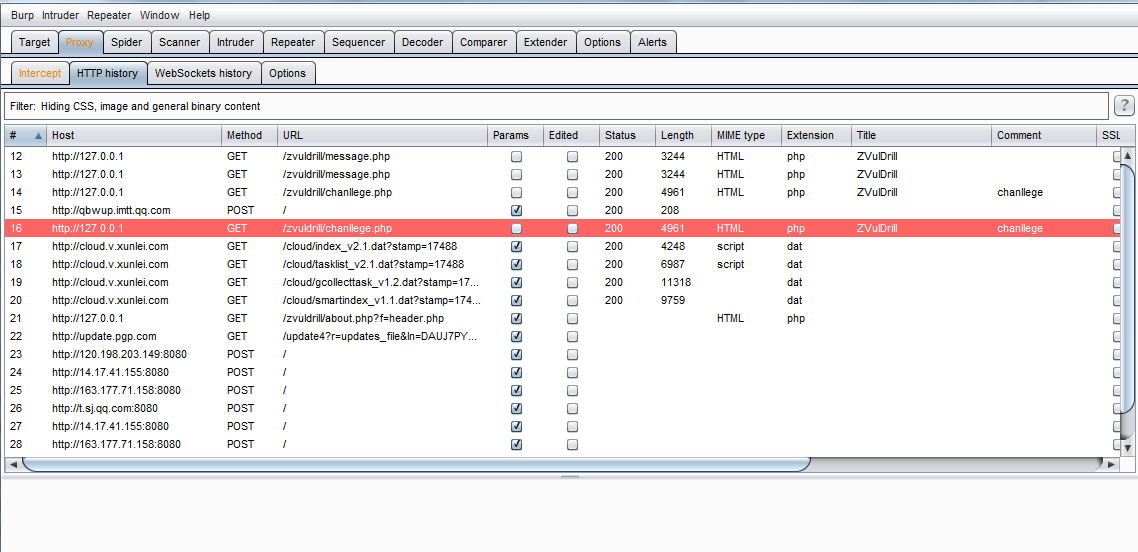 Burp Intruder Repeater Window Help
Target Proxy Spider Scanner Intruder Repeater Sequencer Decoder Comparer Extender Options Alerts
Intercept HTTP history WebSockets history Options
Filter: Hiding CSS, image and general binary content ?
# Host Method URL Params Edited Status Length MIME type Extension Title Comment SSL
12 http://127.0.0.1 GET /zvuldrill/message.php 200 3244 HTML php ZVulDrill
13 http://127.0.0.1 GET /zvuldrill/message.php 200 3244 HTML php ZVulDrill
14 http://127.0.0.1 GET /zvuldrill/chanllege.php 200 4961 HTML php ZVulDrill chanllege
15 http://qbwup.imtt.qq.com POST / 200 208
16 http://127.0.0.1 GET /zvuldrill/chanllege.php 200 4961 HTML php ZVulDrill chanllege
17 http://cloud.v.xunlei.com GET /cloud/index_v2.1.dat?stamp=17488 200 4248 script dat
18 http://cloud.v.xunlei.com GET /cloud/tasklist_v2.1.dat?stamp=17488 200 6987 script dat
19 http://cloud.v.xunlei.com GET /cloud/gcollecttask_v1.2.dat?stamp=17... 200 11318 dat
20 http://cloud.v.xunlei.com GET /cloud/smartindex_v1.1.dat?stamp=174... 200 9759 dat
21 http://127.0.0.1 GET /zvuldrill/about.php?f=header.php HTML php
22 http://update.pgp.com GET /update4?r=updates_file&ln=DAUJ7PY...
23 http://120.198.203.149:8080 POST /
24 http://14.17.41.155:8080 POST /
25 http://163.177.71.158:8080 POST /
26 http://t.sj.qq.com:8080 POST /
27 http://14.17.41.155:8080 POST /
28 http://163.177.71.158:8080 POST /